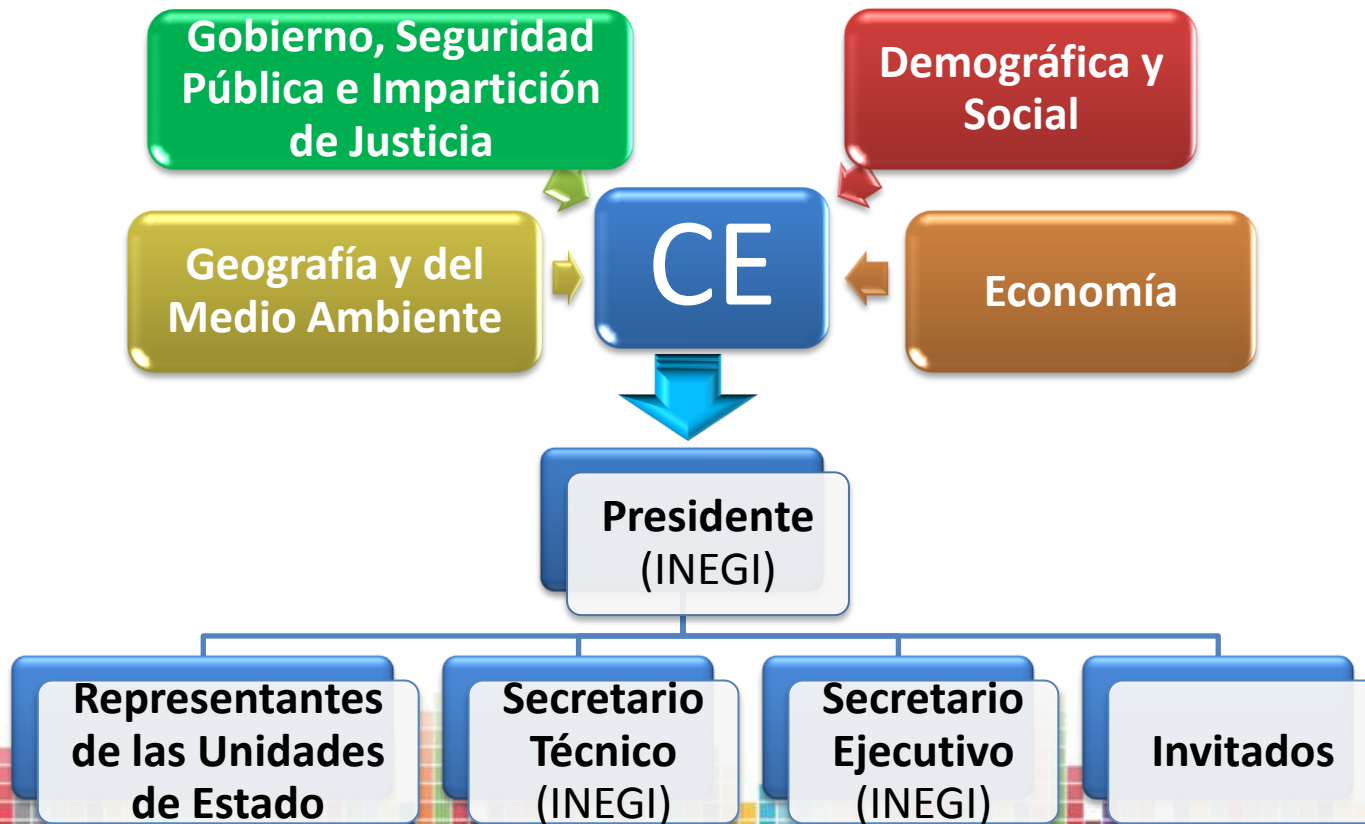 Gobierno, Seguridad
Pública e Impartición
de Justicia
Demográfica y
Social
Geografía y del
Medio Ambiente
CE
Economía
Presidente
(INEGI)
Representantes
de las Unidades
de Estado
Secretario
Técnico
(INEGI)
Secretario
Ejecutivo
(INEGI)
Invitados